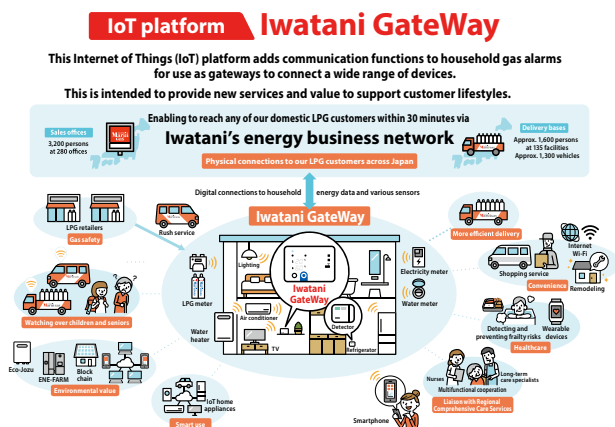 IoT platform Iwatani GateWay
This Internet of Things (IoT) platform adds communication functions to household gas alarms
for use as gateways to connect a wide range of devices.
This is intended to provide new services and value to support customer lifestyles.
Enabling to reach any of our domestic LPG customers within 30 minutes via
Iwatani's energy business network
Physical connections to our LPG customers across Japan
Sales offices
3,200 persons
at 280 offices
Delivery bases
Approx. 1,600 persons
at 135 facilities
Approx. 1,300 vehicles
Digital connections to household energy data and various sensors
Iwatani GateWay
LPG retailers
Gas safety
Rush service
Watching over children and seniors
Eco-Jozu
ENE-FARM
Block
chain
Environmental value
LPG meter
Water
heater
Lighting
Air conditioner
TV
Iwatani
GateWay
Detector
Refrigerator
Electricity meter
Water meter
More efficient delivery
Shopping service
Internet
Wi-Fi
Remodeling
Convenience
Detecting and
preventing frailty risks
Wearable
devices
Healthcare
Nurses
Long-term
care specialists
Multifunctional cooperation
Liaison with Regional
Comprehensive Care Services
IoT home
appliances
Smart use
Smartphone